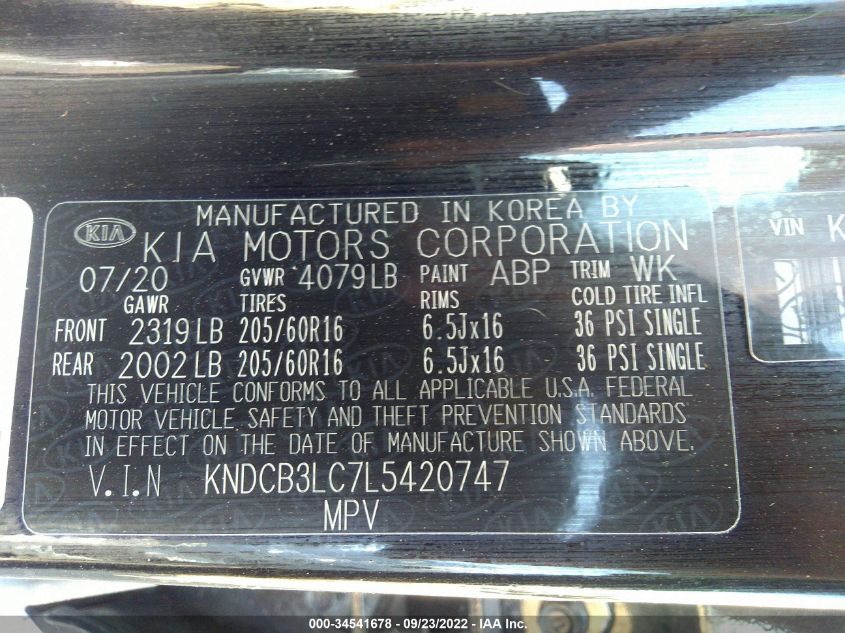 MANUFACTURED IN KOREA BY
KIA KIA MOTORS CORPORATION
07/20 GVWR 4079LB PAINT ABP TRIM WK
GAWR TIRES RIMS COLD TIRE INFL
FRONT 2319LB 205/60R16 6.5Jx16 36 PSI SINGLE
REAR 2002LB 205/60R16 6.5Jx16 36 PSI SINGLE
THIS VEHICLE CONFORMS TO ALL APPLICABLE U.S.A. FEDERAL
MOTOR VEHICLE SAFETY AND THEFT PREVENTION STANDARDS
IN EFFECT ON THE DATE OF MANUFACTURE SHOWN ABOVE.
V.I.N KNDCB3LC7L5420747
MPV
VIN K
000-34541678 - 09/23/2022 - IAA Inc.